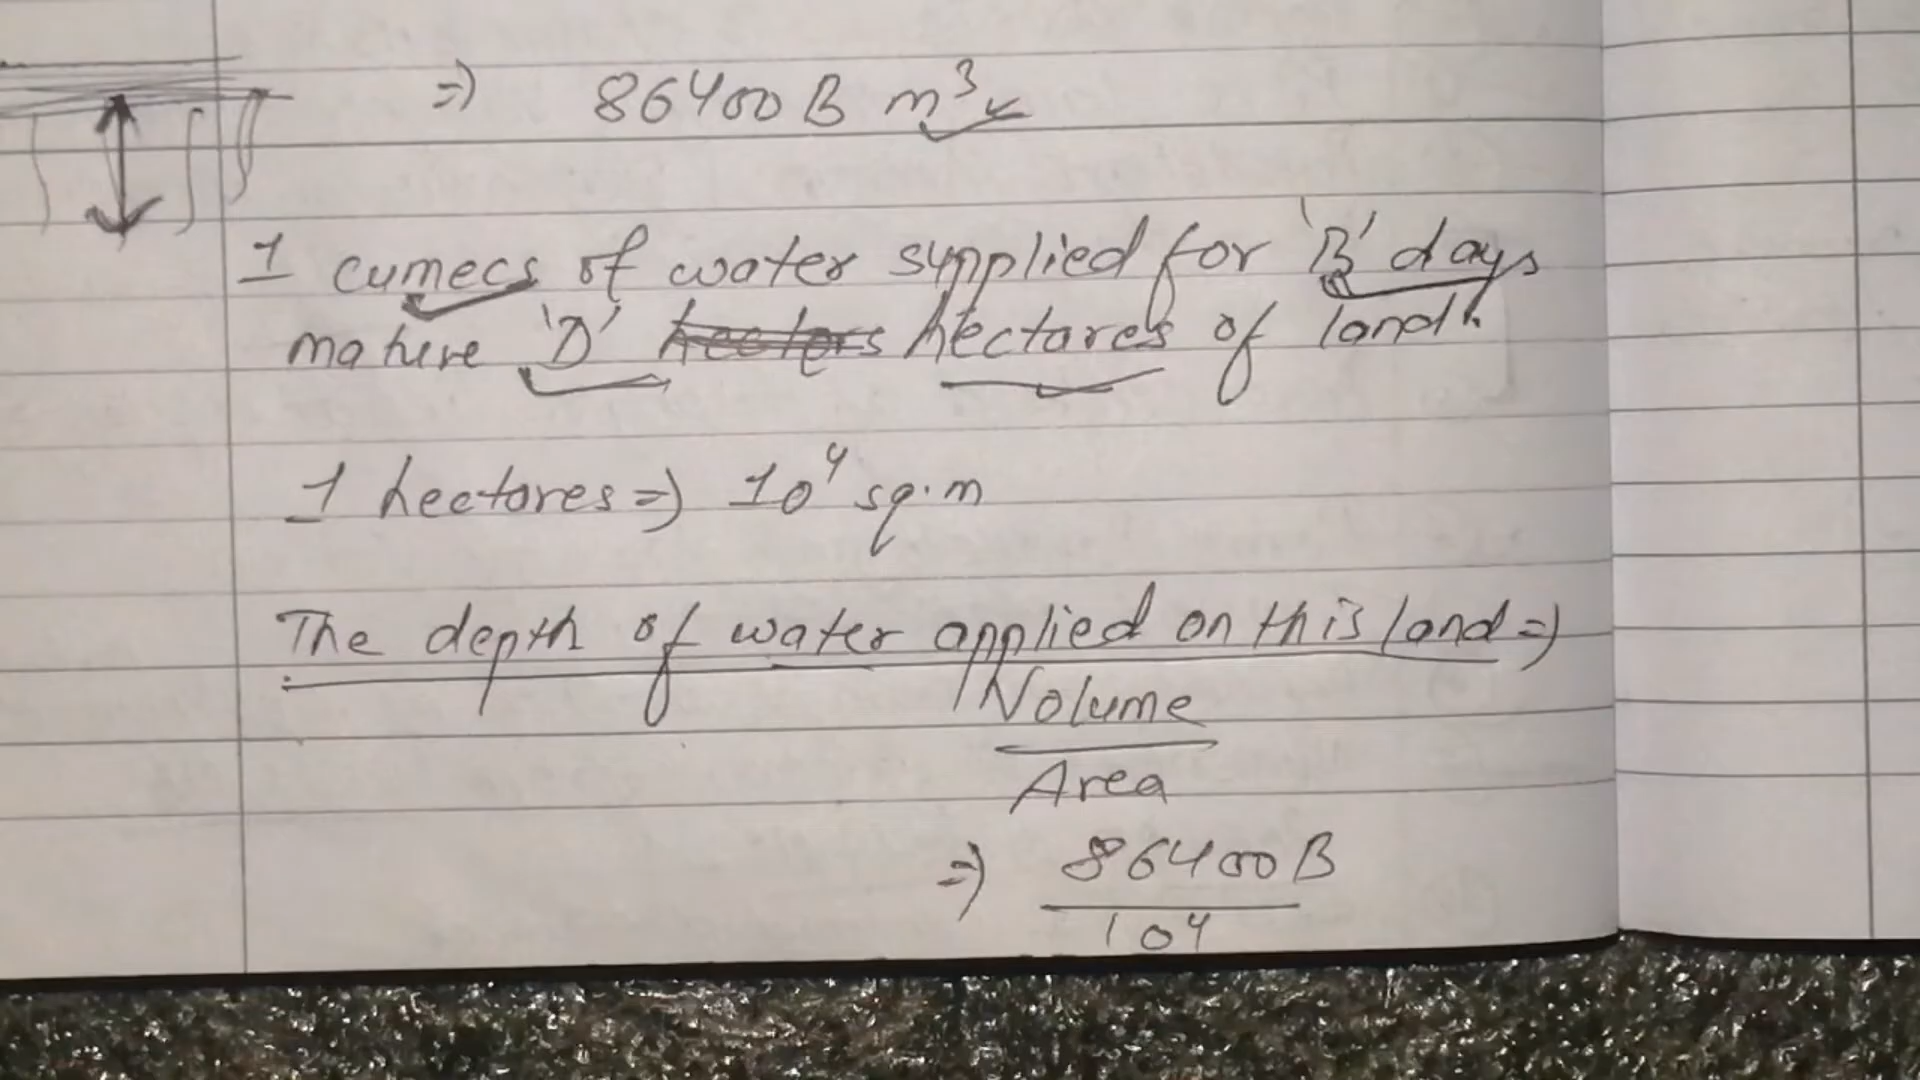 =) 86400 B m³
1 cumecs of water supplied for 'B' days
mature 'D' hectares of land.
1 hectares =) 10⁴ sq.m
The depth of water applied on this land =)
Volume
Area
=) 86400 B
10⁴